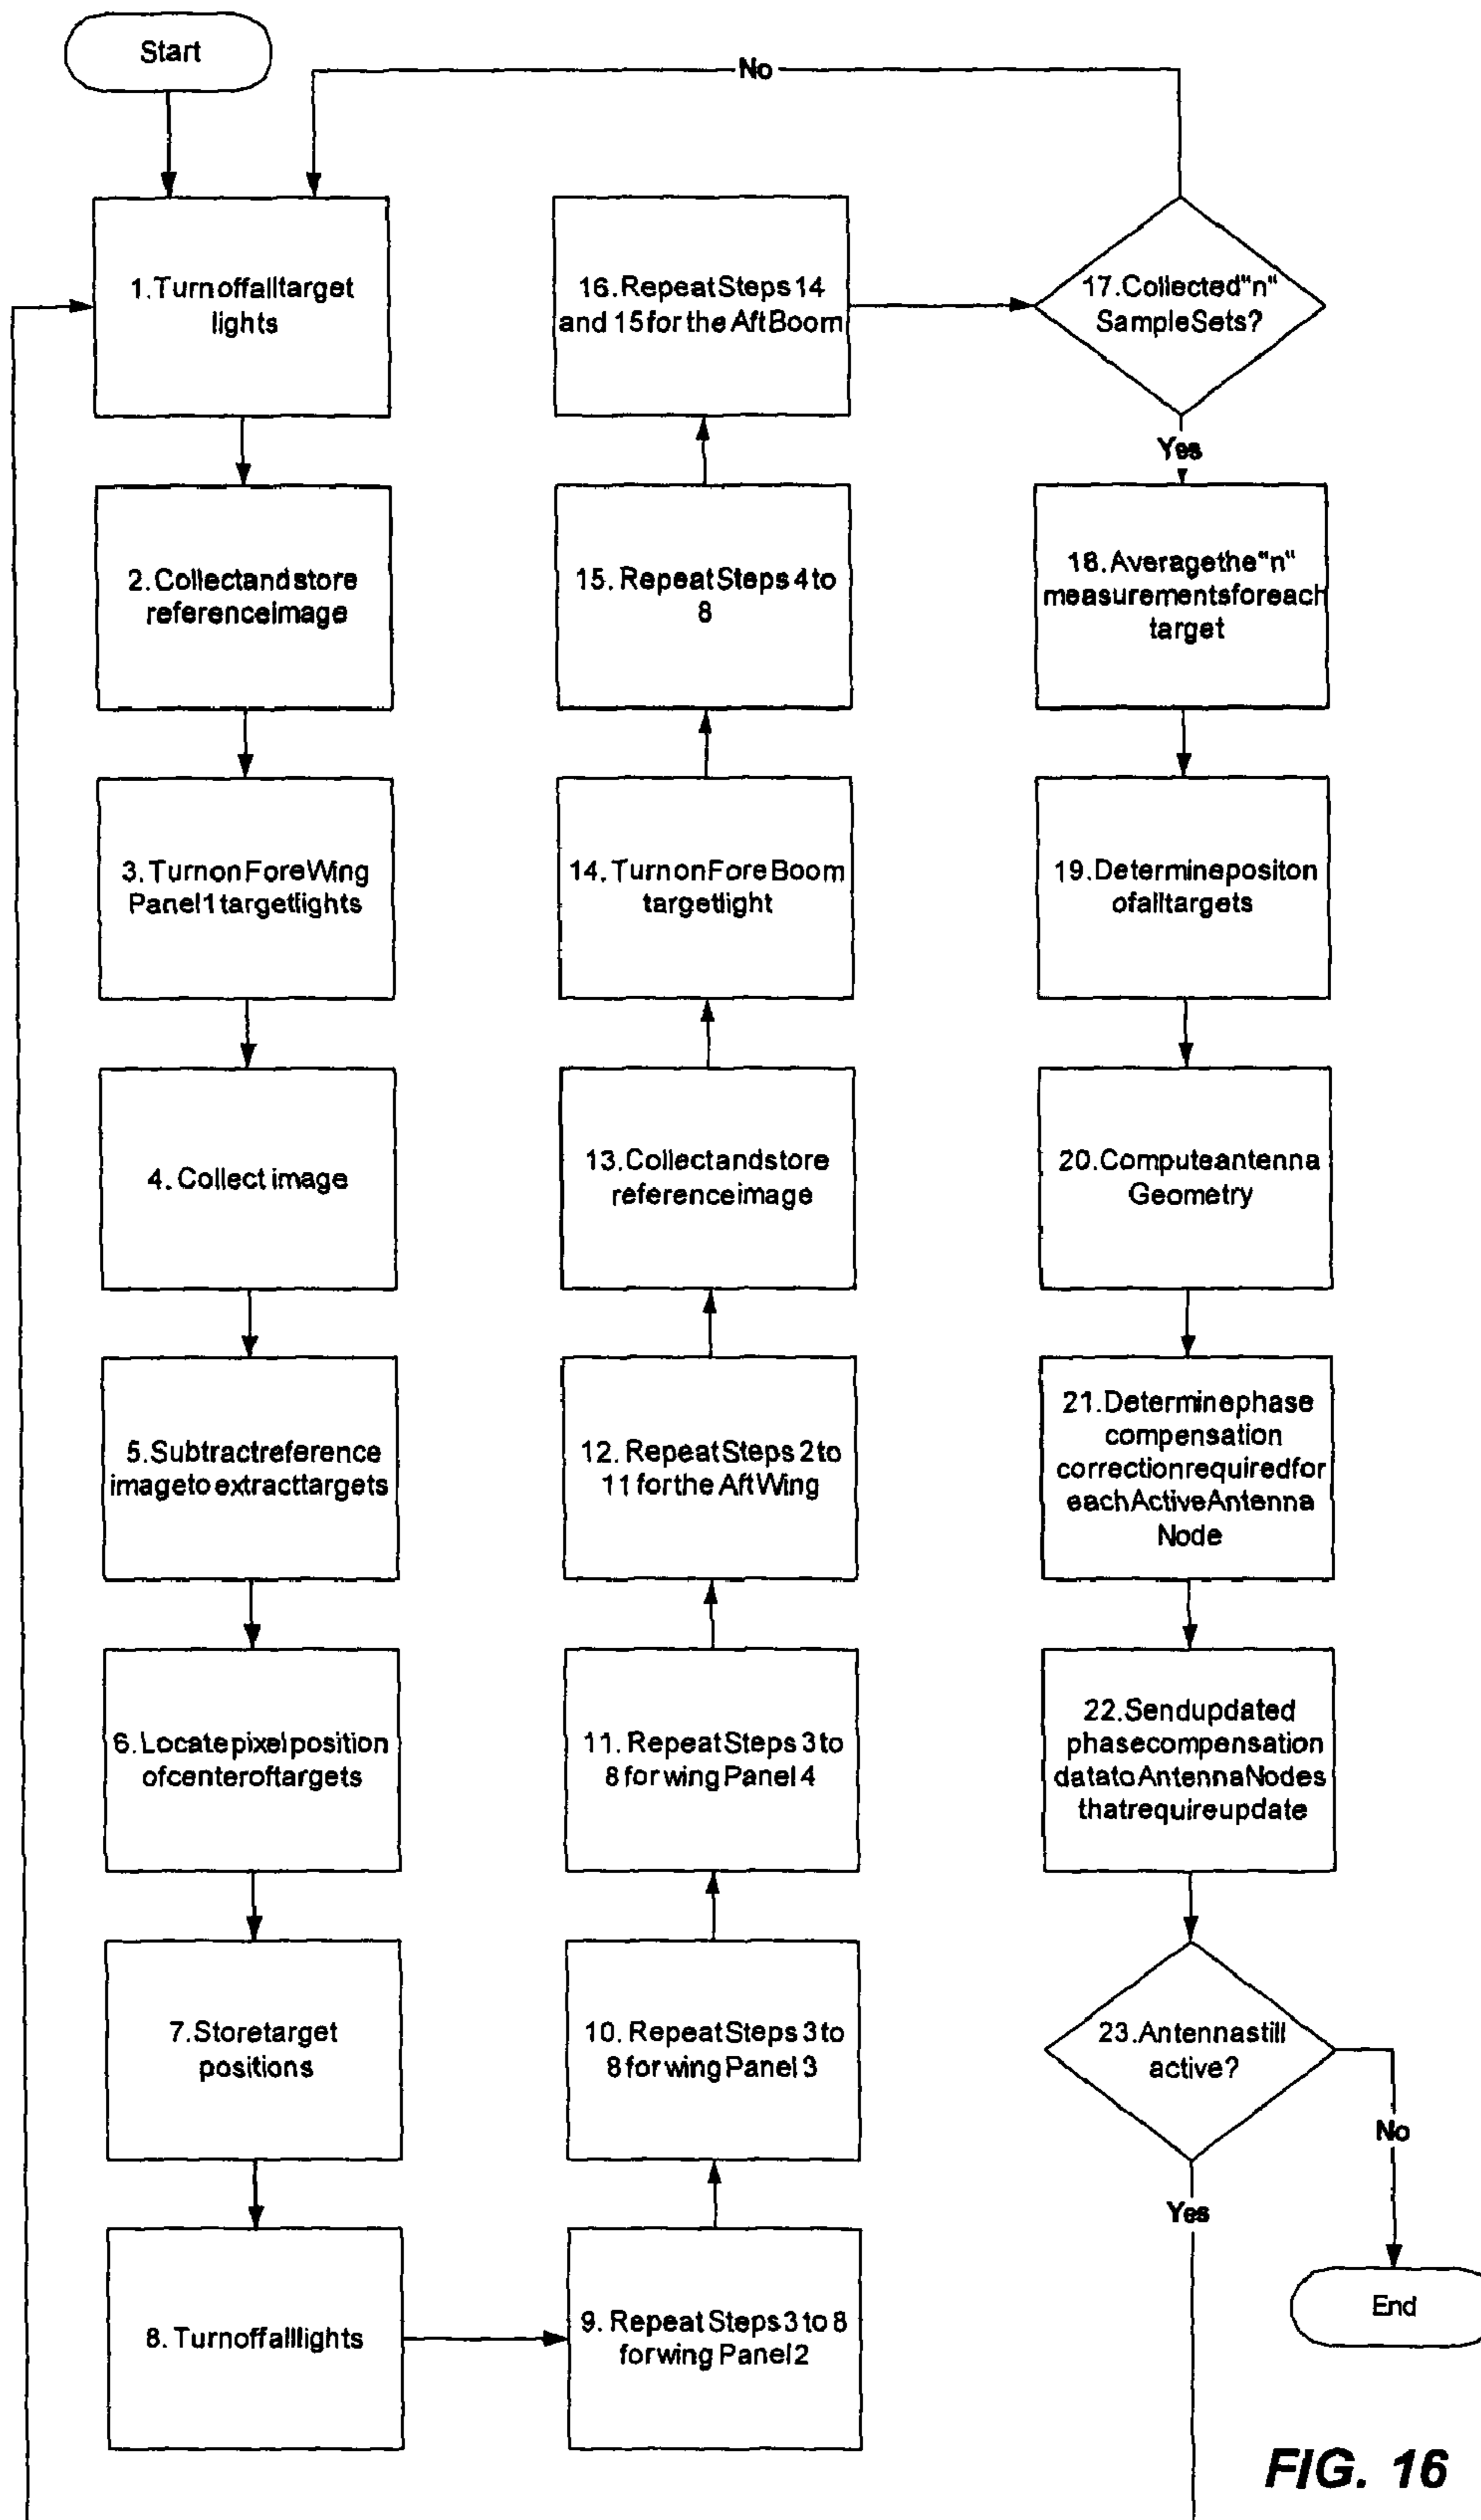 Start
No
1. Turn off all target
lights
2. Collect and store
reference image
3. Turn on Fore Wing
Panel 1 target lights
4. Collect image
5. Subtract reference
image to extract targets
6. Locate pixel position
of center of targets
7. Store target
positions
8. Turn off all lights
9. Repeat Steps 3 to 8
for wing Panel 2
10. Repeat Steps 3 to
8 for wing Panel 3
11. Repeat Steps 3 to
8 for wing Panel 4
12. Repeat Steps 2 to
11 for the Aft Wing
13. Collect and store
reference image
14. Turn on Fore Boom
target light
15. Repeat Steps 4 to
8
16. Repeat Steps 14
and 15 for the Aft Boom
17. Collected "n"
Sample Sets?
Yes
18. Average the "n"
measurements for each
target
19. Determine positon
of all targets
20. Compute antenna
Geometry
21. Determine phase
compensation
correction required for
each Active Antenna
Node
22. Send updated
phase compensation
data to Antenna Nodes
that require update
23. Antenna still
active?
No
Yes
End
FIG. 16